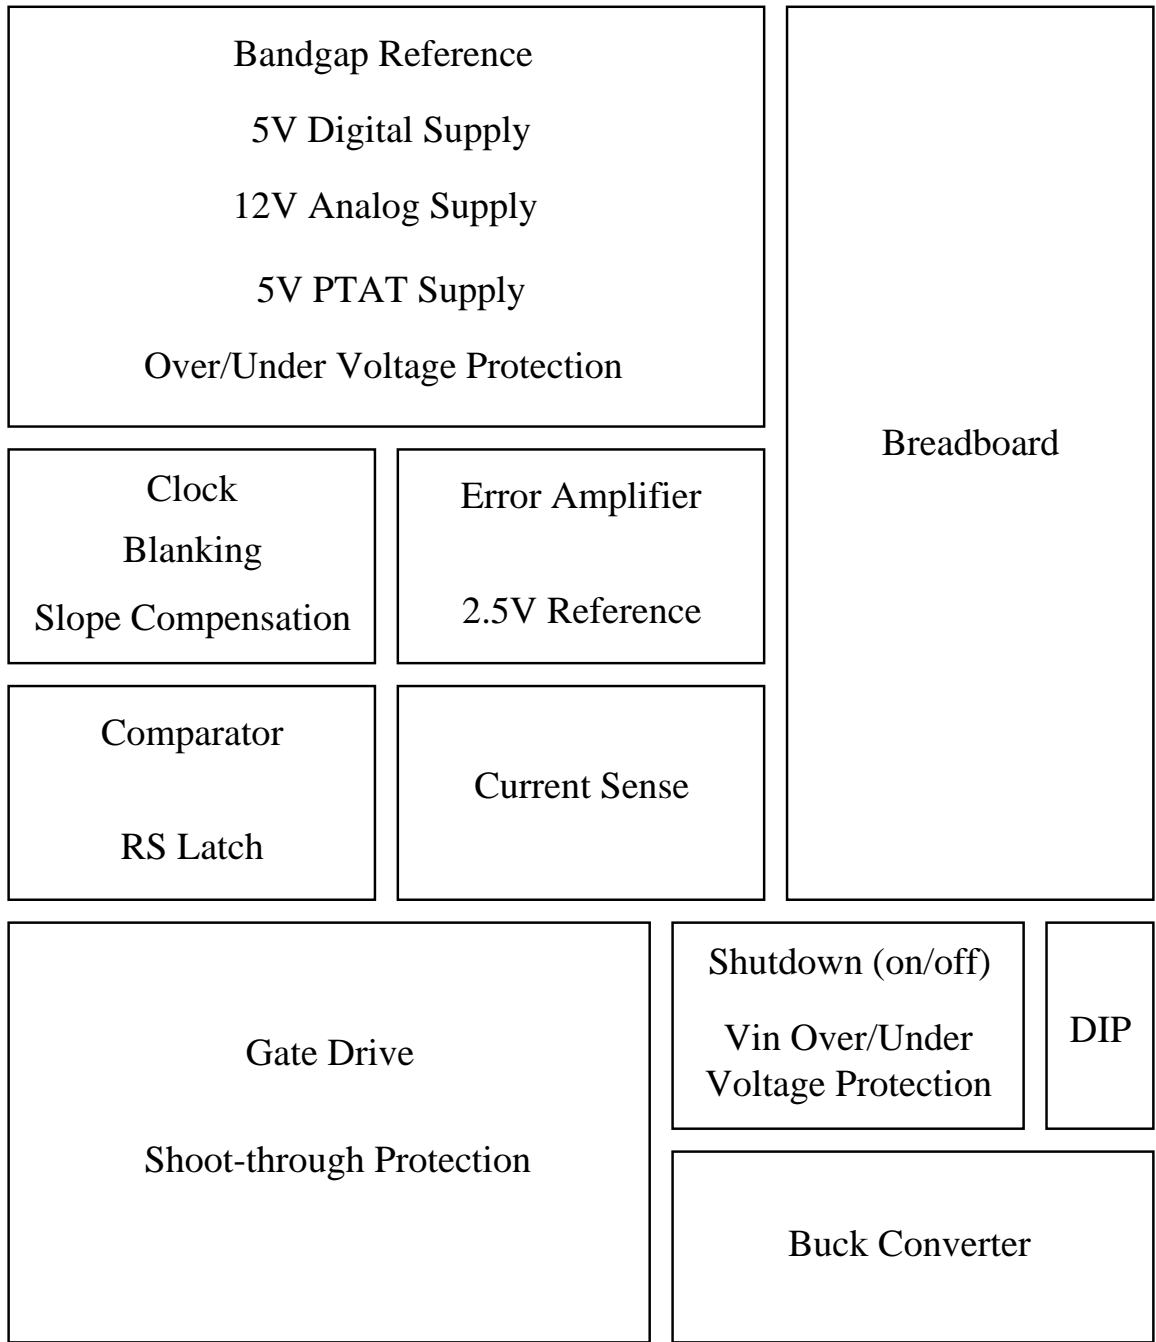 Bandgap Reference
5V Digital Supply
12V Analog Supply
5V PTAT Supply
Over/Under Voltage Protection
Breadboard
Clock
Blanking
Slope Compensation
Error Amplifier
2.5V Reference
Comparator
RS Latch
Current Sense
Gate Drive
Shoot-through Protection
Shutdown (on/off)
Vin Over/Under
Voltage Protection
DIP
Buck Converter